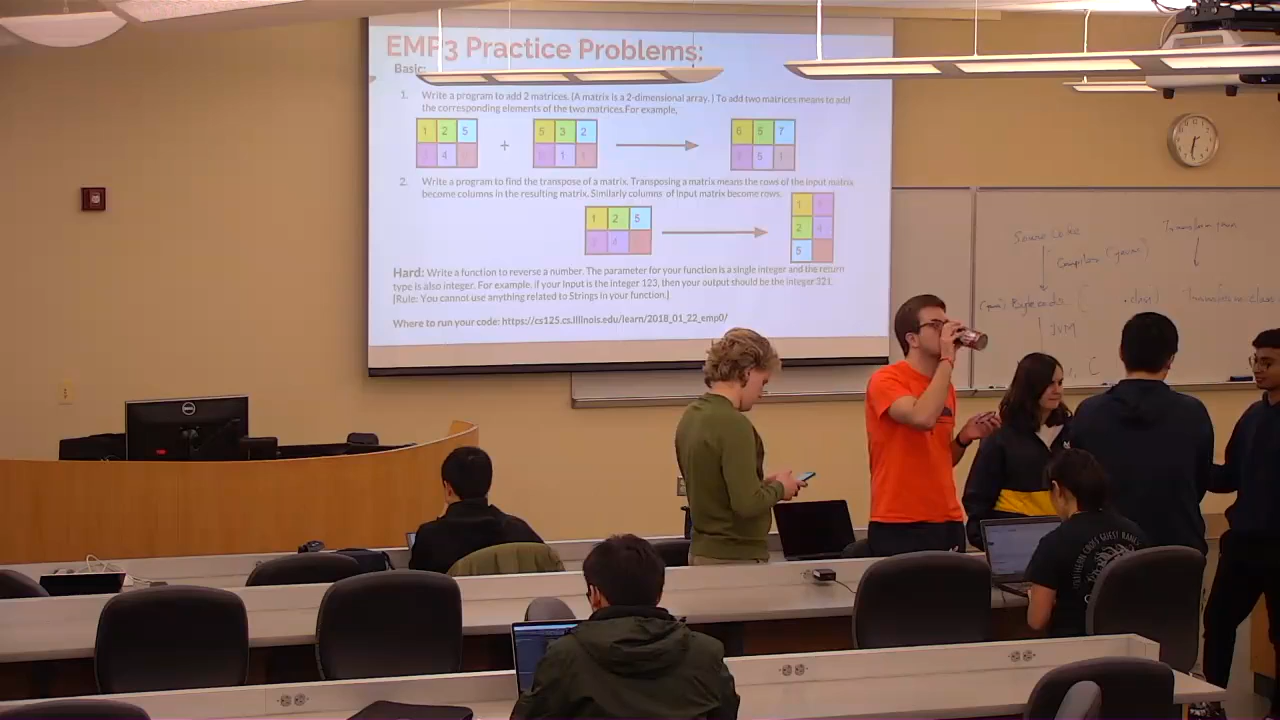 EMP3 Practice Problems:
Basic:
1. Write a program to add 2 matrices. [A matrix is a 2-dimensional array. ] To add two matrices means to add
the corresponding elements of the two matrices.For example,
1 2 5
5 3 2
6 5 7
4
+
1
5 1
2. Write a program to find the transpose of a matrix. Transposing a matrix means the rows of the input matrix
become columns in the resulting matrix. Similarly columns of input matrix become rows.
1 2 5
4
1
2 4
5
Hard: Write a function to reverse a number. The parameter for your function is a single integer and the return
type is also integer. For example, if your input is the integer 123, then your output should be the integer 321.
[Rule: You cannot use anything related to Strings in your function.]
Where to run your code: https://cs125.cs.illinois.edu/learn/2018_01_22_emp0/
Source Code
Compiler
.class)
JVM
DELL